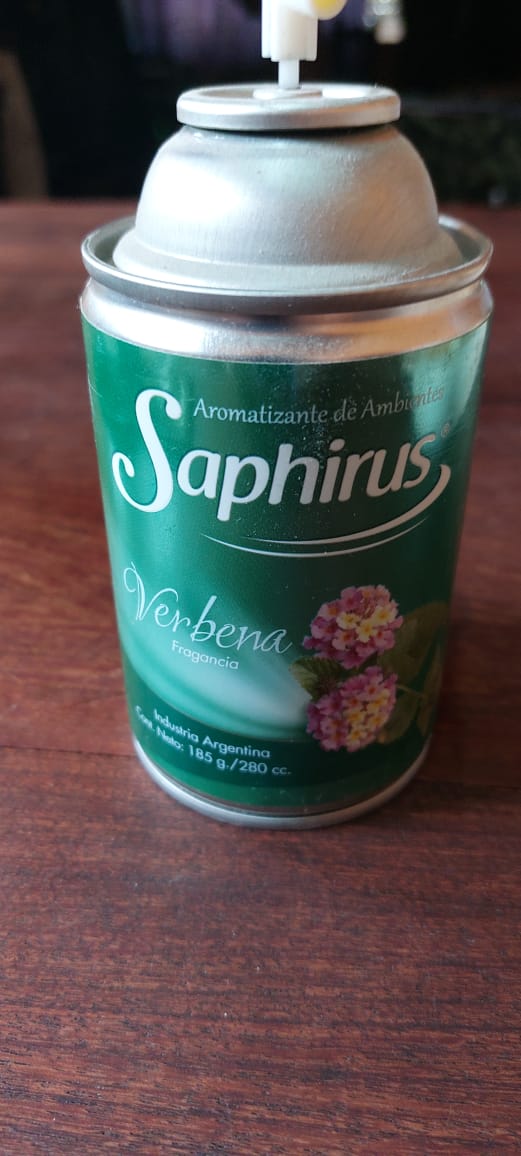 Aromatizante de Ambientes
Saphirus®
Verbena
Fragancia
Industria Argentina
Cont. Neto: 185 g./280 cc.